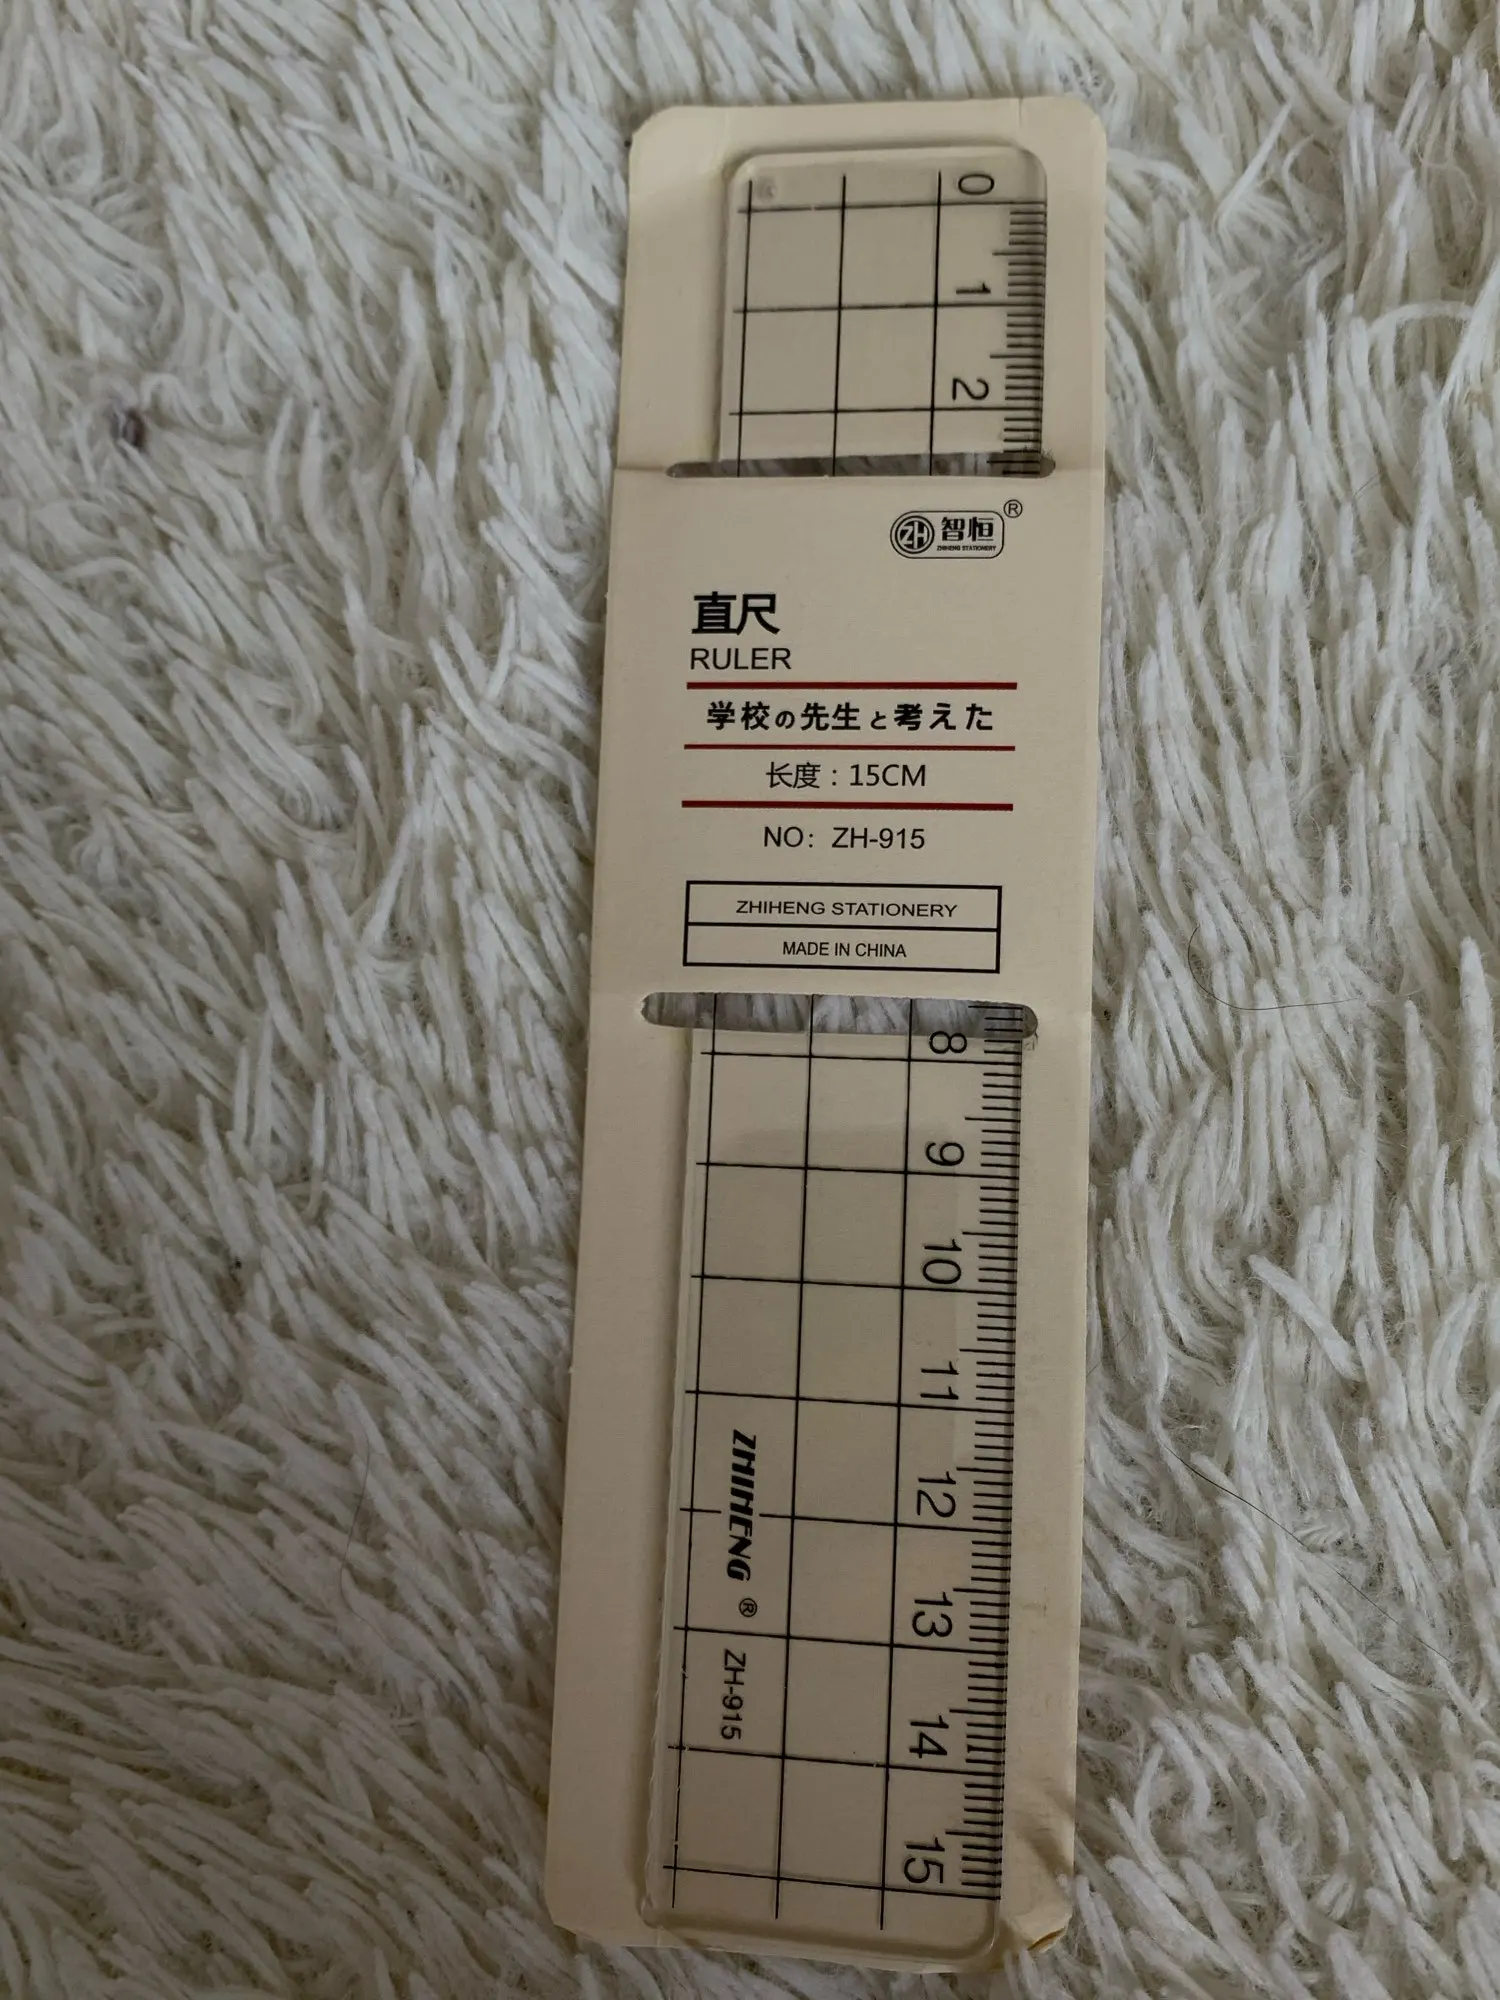 0
1
2
ZH 智恒 ®
ZHIHENG STATIONERY
直尺
RULER
学校の先生と考えた
长度：15CM
NO: ZH-915
ZHIHENG STATIONERY
MADE IN CHINA
8
9
10
11
12
13
14
15
ZHIHENG ®
ZH-915